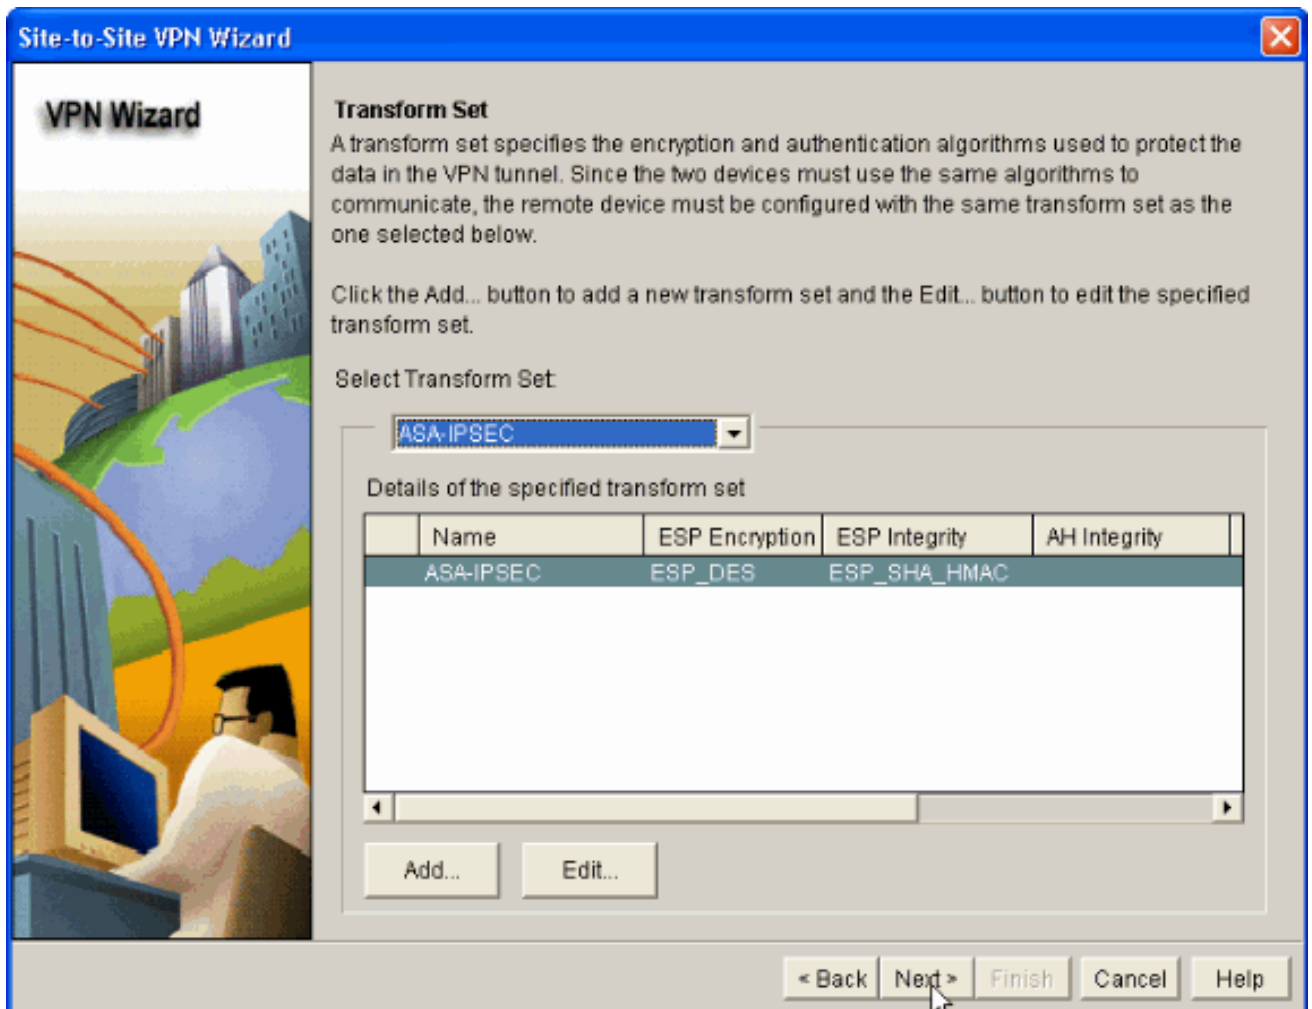 Site-to-Site VPN Wizard
VPN Wizard
Transform Set
A transform set specifies the encryption and authentication algorithms used to protect the
data in the VPN tunnel. Since the two devices must use the same algorithms to
communicate, the remote device must be configured with the same transform set as the
one selected below.
Click the Add... button to add a new transform set and the Edit... button to edit the specified
transform set.
Select Transform Set:
ASA-IPSEC
Details of the specified transform set
Name ESP Encryption ESP Integrity AH Integrity
ASA-IPSEC ESP_DES ESP_SHA_HMAC
Add... Edit...
< Back Next > Finish Cancel Help